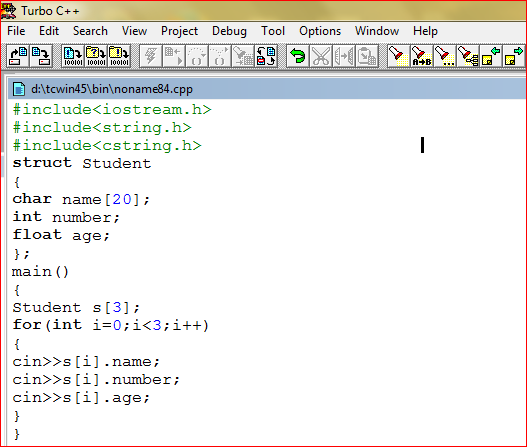 Turbo C++
File Edit Search View Project Debug Tool Options Window Help
d:\tcwin45\bin\noname84.cpp
#include<iostream.h>
#include<string.h>
#include<cstring.h>
struct Student
{
char name[20];
int number;
float age;
};
main()
{
Student s[3];
for(int i=0;i<3;i++)
{
cin>>s[i].name;
cin>>s[i].number;
cin>>s[i].age;
}
}